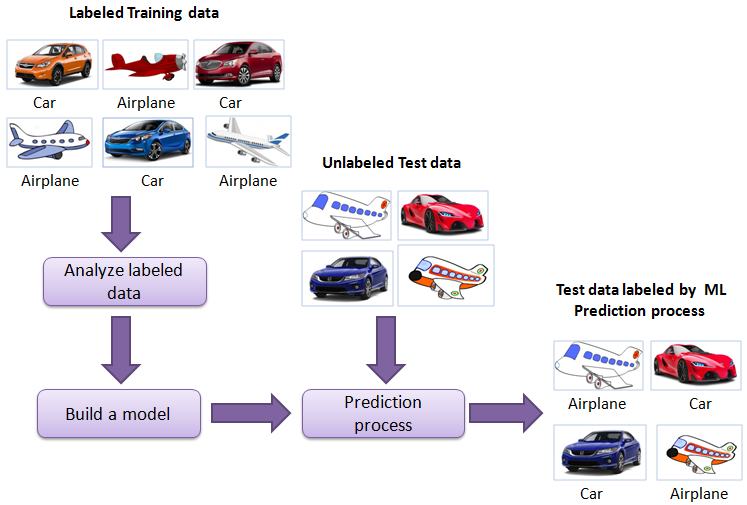 Labeled Training data
Car
Airplane
Car
Airplane
Car
Airplane
Analyze labeled
data
Build a model
Unlabeled Test data
Prediction
process
Test data labeled by ML
Prediction process
Airplane
Car
Car
Airplane